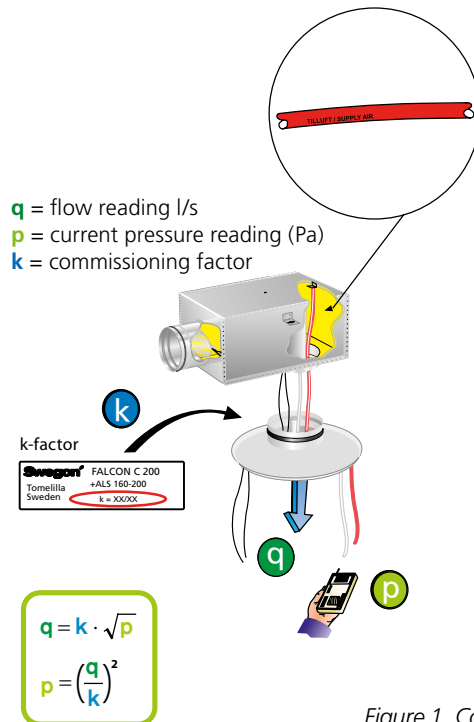 TILLUFT / SUPPLY AIR
q = flow reading l/s
p = current pressure reading (Pa)
k = commissioning factor
k
k-factor
Swegon FALCON C 200
Tomelilla +ALS 160-200
Sweden k = XX/XX
q
p
q = k · √p
p = (q/k)²
Figure 1. Co